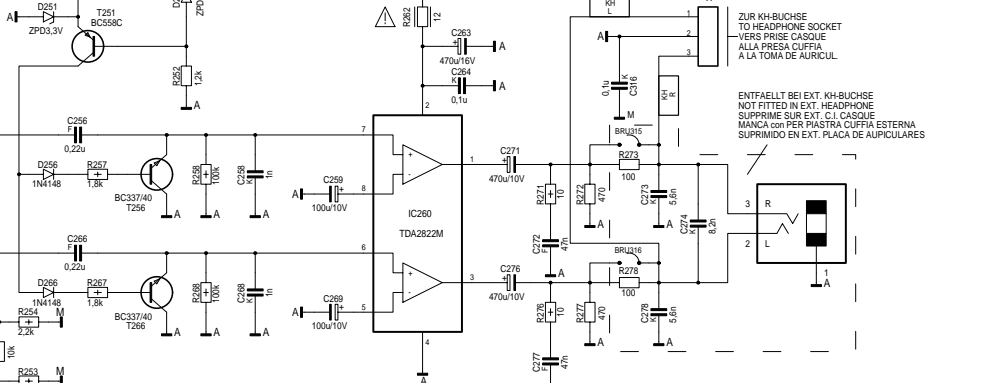 D251
ZPD3,3V
T251
BC558C
ZPD
R252
1,2k
A
R262
12
C263
470u/16V
A
C264
K
0,1u
A
2
KH
L
1
2
3
A
0,1u
K
C316
M
KH
R
ZUR KH-BUCHSE
TO HEADPHONE SOCKET
VERS PRISE CASQUE
ALLA PRESA CUFFIA
A LA TOMA DE AURICUL.
ENTFAELLT BEI EXT. KH-BUCHSE
NOT FITTED IN EXT. HEADPHONE
SUPPRIME SUR EXT. C.I. CASQUE
MANCA con PER PIASTRA CUFFIA ESTERNA
SUPRIMIDO EN EXT. PLACA DE AUPICULARES
C256
F
0,22u
D256
1N4148
R257
1,8k
BC337/40
T256
A
R258
100k
A
C258
K
1n
A
7
C259
A
100u/10V
8
+
-
IC260
TDA2822M
1
C271
470u/10V
R271
10
C272
F
47n
A
R272
470
A
BRU315
R273
100
C273
K
5,6n
A
C274
K
8,2n
3
R
2
L
1
A
C266
F
0,22u
D266
1N4148
R267
1,8k
BC337/40
T266
A
R268
100k
A
C268
K
1n
A
6
C269
A
100u/10V
5
+
-
3
4
A
C276
470u/10V
R276
10
C277
F
47n
R277
470
A
BRU316
R278
100
C278
K
5,6n
A
R254
M
2,2k
10k
R253
M